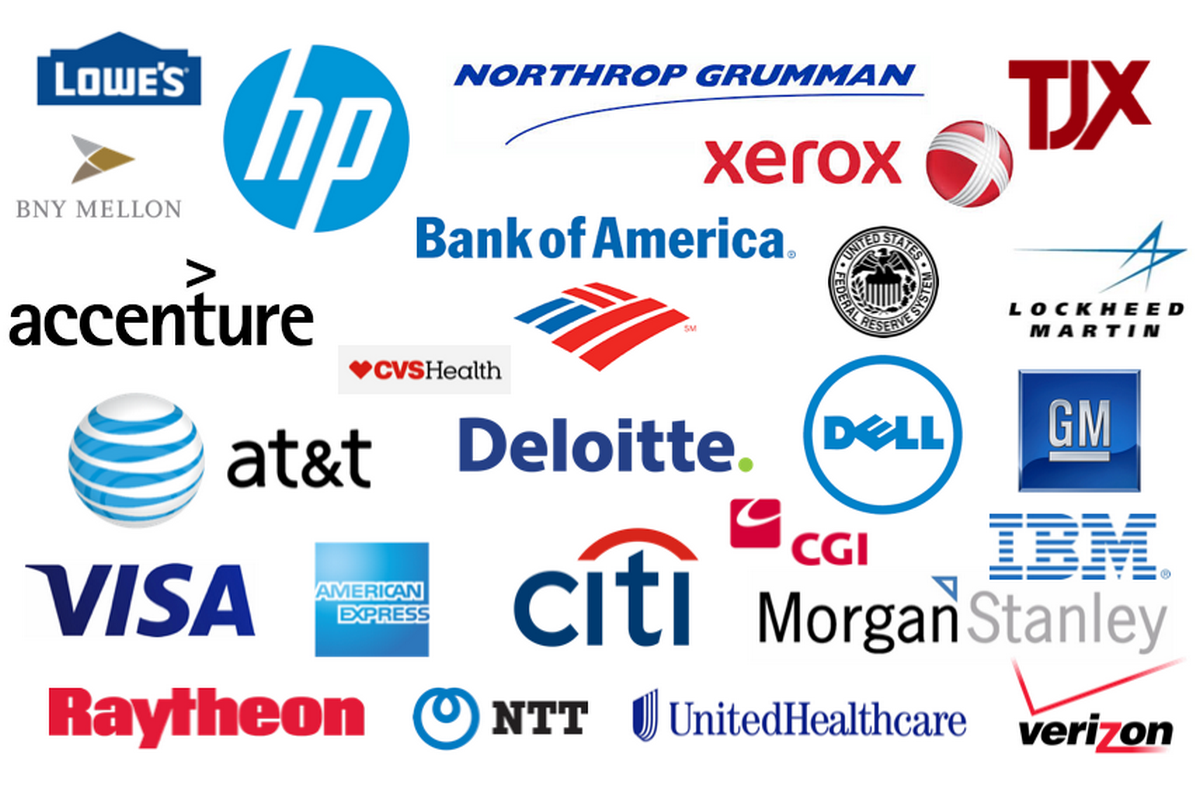 LOWE'S
hp
NORTHROP GRUMMAN
TJX
xerox
BNY MELLON
Bank of America®
SM
UNITED STATES
FEDERAL RESERVE SYSTEM
LOCKHEED
MARTIN
>
accenture
CVSHealth
at&t
Deloitte.
DELL
GM
CGI
IBM®
VISA
AMERICAN
EXPRESS
citi
MorganStanley
Raytheon
NTT
UnitedHealthcare
verizon